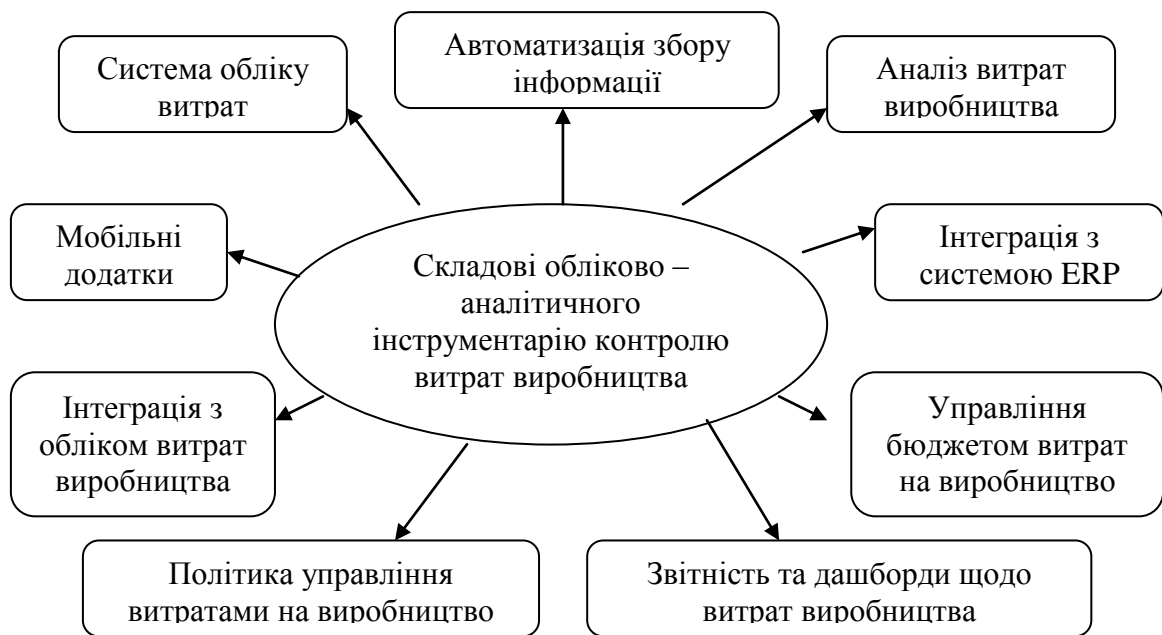 Система обліку
витрат
Автоматизація збору
інформації
Аналіз витрат
виробництва
Мобільні
додатки
Складові обліково –
аналітичного
інструментарію контролю
витрат виробництва
Інтеграція з
системою ERP
Інтеграція з
обліком витрат
виробництва
Управління
бюджетом витрат
на виробництво
Політика управління
витратами на виробництво
Звітність та дашборди щодо
витрат виробництва